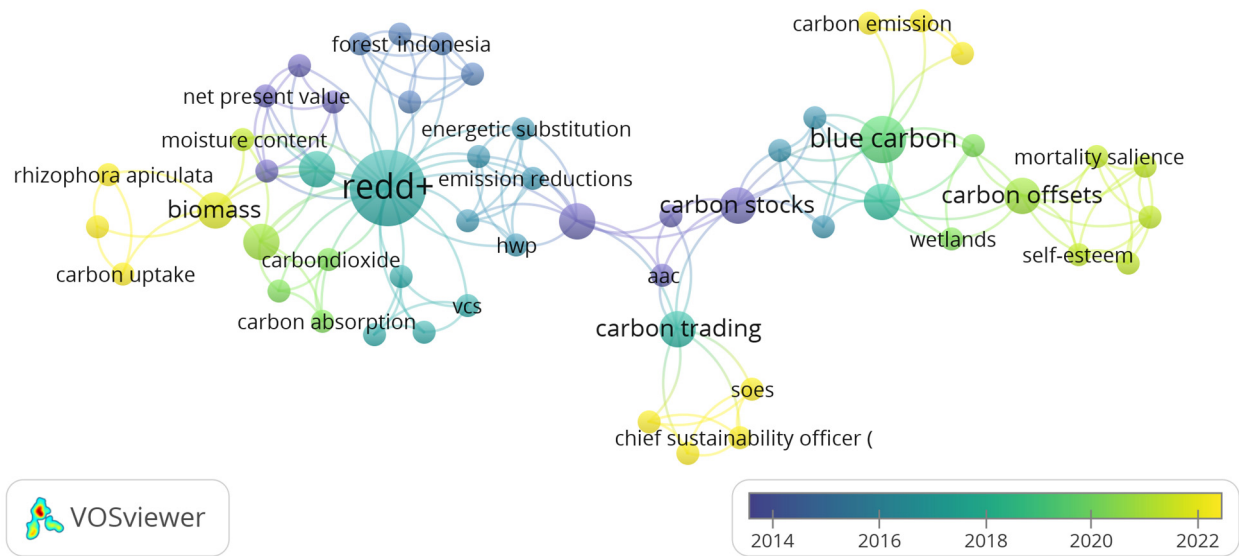 carbon emission
forest indonesia
net present value
energetic substitution
moisture content
blue carbon
mortality salience
rhizophora apiculata
redd+
emission reductions
carbon offsets
biomass
carbon stocks
wetlands
hwp
self-esteem
carbondioxide
carbon uptake
aac
vcs
carbon absorption
carbon trading
soes
chief sustainability officer (
VOSviewer
2014 2016 2018 2020 2022